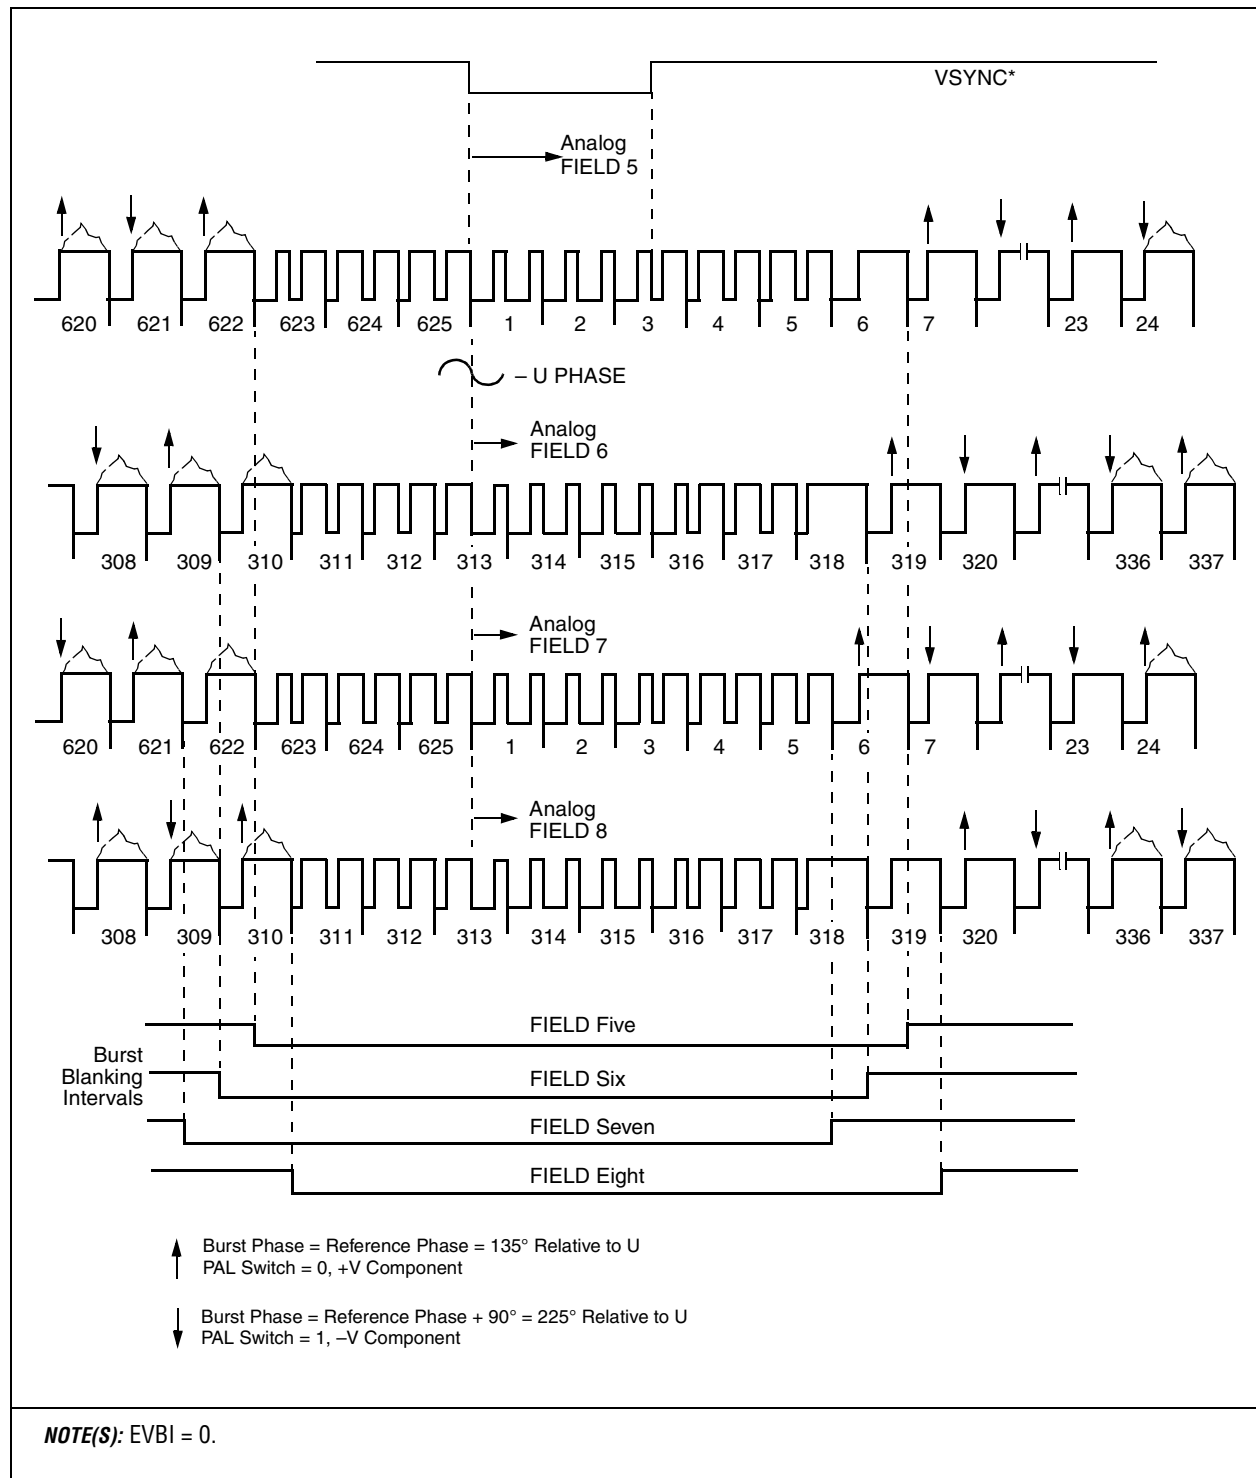 VSYNC*
Analog
FIELD 5
620 621 622 623 624 625 1 2 3 4 5 6 7 23 24
– U PHASE
Analog
FIELD 6
308 309 310 311 312 313 314 315 316 317 318 319 320 336 337
Analog
FIELD 7
620 621 622 623 624 625 1 2 3 4 5 6 7 23 24
Analog
FIELD 8
308 309 310 311 312 313 314 315 316 317 318 319 320 336 337
Burst
Blanking
Intervals
FIELD Five
FIELD Six
FIELD Seven
FIELD Eight
Burst Phase = Reference Phase = 135° Relative to U
PAL Switch = 0, +V Component
Burst Phase = Reference Phase + 90° = 225° Relative to U
PAL Switch = 1, –V Component
NOTE(S): EVBI = 0.